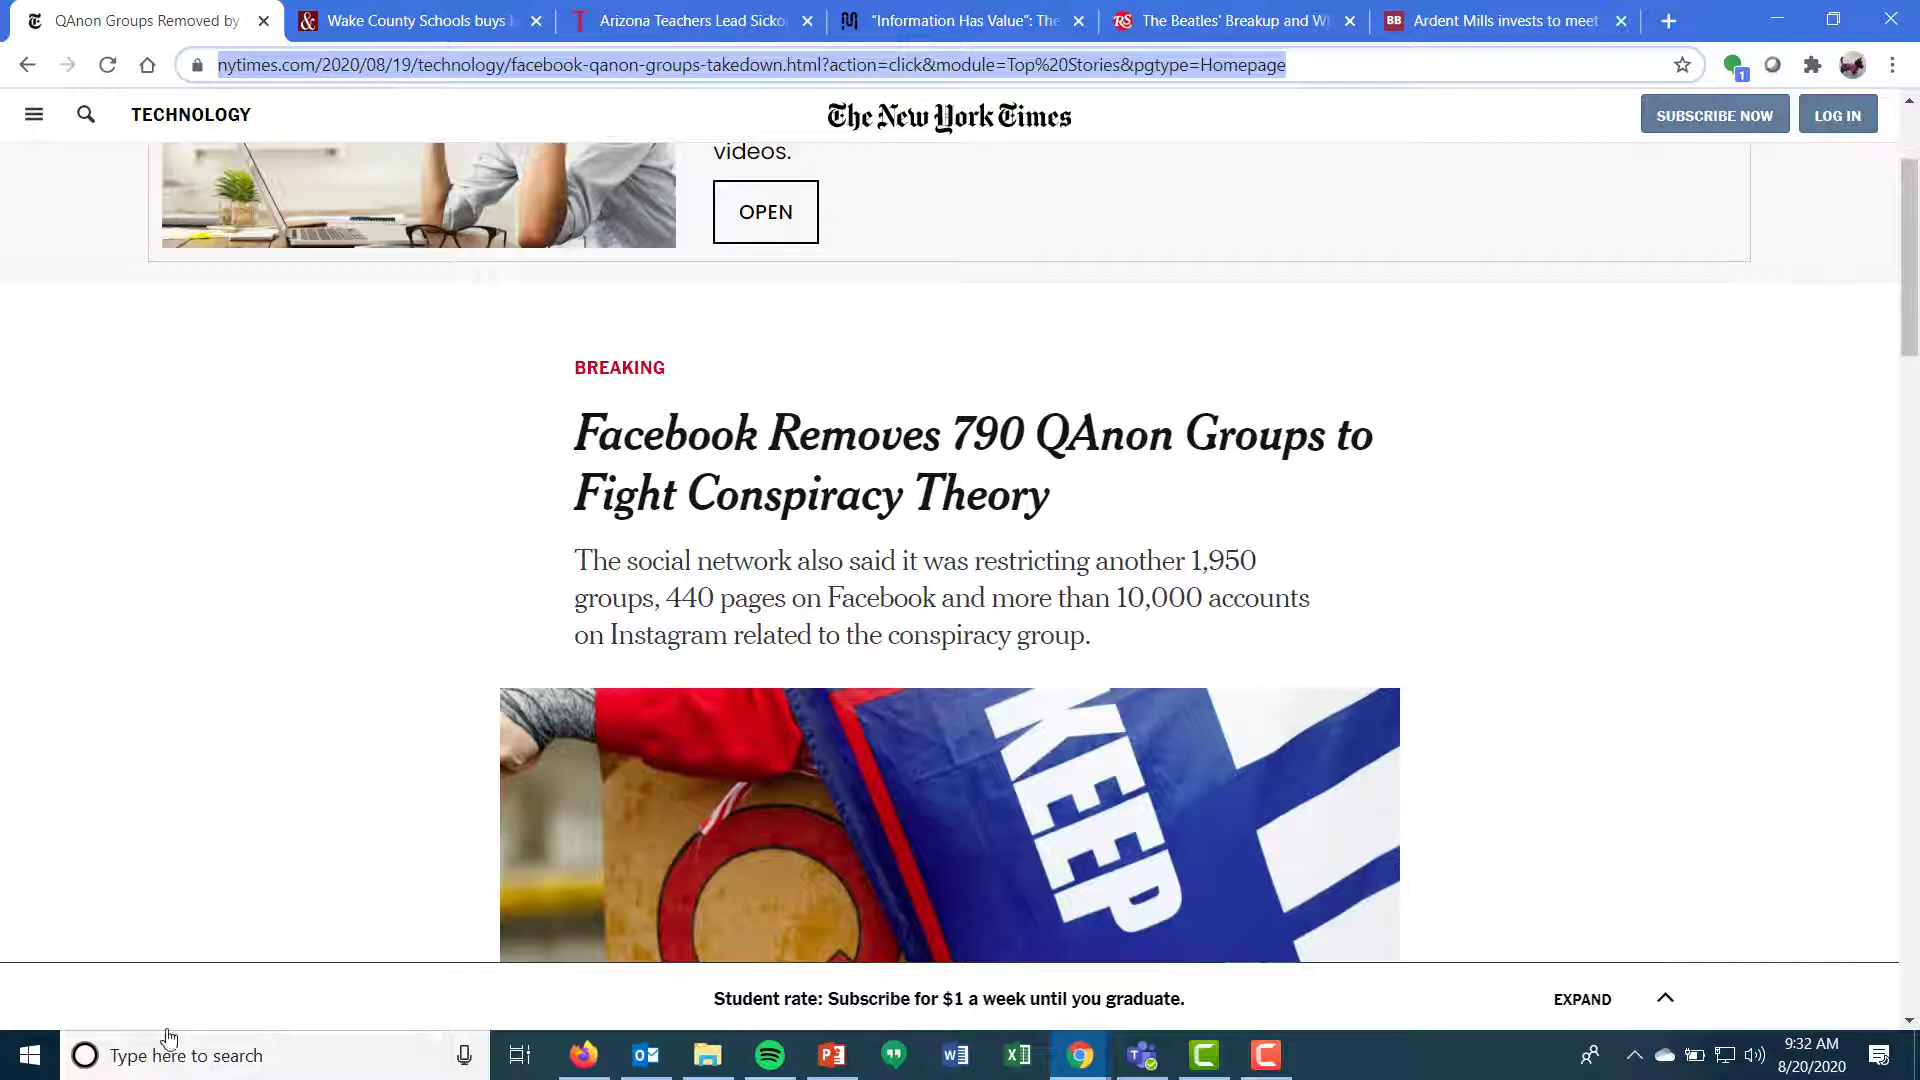 QAnon Groups Removed by
Wake County Schools buys
Arizona Teachers Lead Sicko
"Information Has Value": The
RS
The Beatles' Breakup and W
BB
Ardent Mills invests to meet
nytimes.com/2020/08/19/technology/facebook-qanon-groups-takedown.html?action=click&module=Top%20Stories&pgtype=Homepage
1
TECHNOLOGY
The New York Times
SUBSCRIBE NOW
LOG IN
videos.
OPEN
BREAKING
Facebook Removes 790 QAnon Groups to
Fight Conspiracy Theory
The social network also said it was restricting another 1,950
groups, 440 pages on Facebook and more than 10,000 accounts
on Instagram related to the conspiracy group.
KEEP
Q
Student rate: Subscribe for $1 a week until you graduate.
EXPAND
Type here to search
9:32 AM
8/20/2020